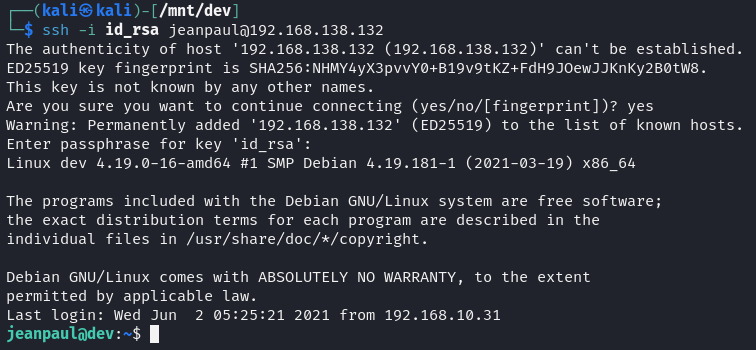 ┌──(kali㉿kali)-[/mnt/dev]
└─$ ssh -i id_rsa jeanpaul@192.168.138.132
The authenticity of host '192.168.138.132 (192.168.138.132)' can't be established.
ED25519 key fingerprint is SHA256:NHMY4yX3pvvY0+B19v9tKZ+FdH9JOewJJKnKy2B0tW8.
This key is not known by any other names.
Are you sure you want to continue connecting (yes/no/[fingerprint])? yes
Warning: Permanently added '192.168.138.132' (ED25519) to the list of known hosts.
Enter passphrase for key 'id_rsa':
Linux dev 4.19.0-16-amd64 #1 SMP Debian 4.19.181-1 (2021-03-19) x86_64
The programs included with the Debian GNU/Linux system are free software;
the exact distribution terms for each program are described in the
individual files in /usr/share/doc/*/copyright.
Debian GNU/Linux comes with ABSOLUTELY NO WARRANTY, to the extent
permitted by applicable law.
Last login: Wed Jun  2 05:25:21 2021 from 192.168.10.31
jeanpaul@dev:~$